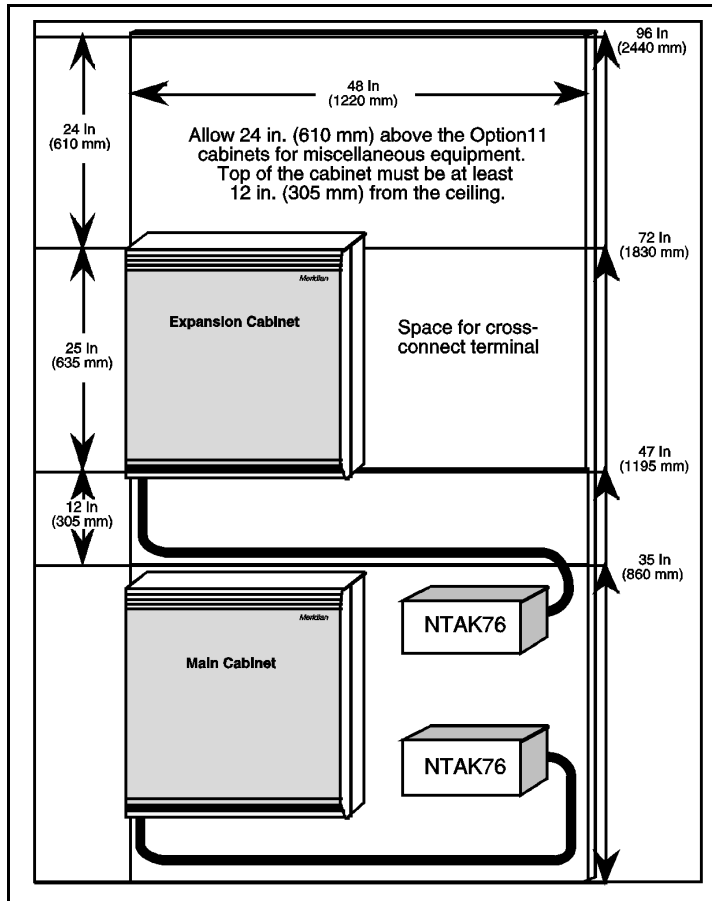 96 In
(2440 mm)
48 In
(1220 mm)
24 In
(610 mm)
Allow 24 in. (610 mm) above the Option11
cabinets for miscellaneous equipment.
Top of the cabinet must be at least
12 in. (305 mm) from the ceiling.
72 In
(1830 mm)
Meridian
Expansion Cabinet
Space for cross-
connect terminal
25 In
(635 mm)
47 In
(1195 mm)
12 In
(305 mm)
35 In
(860 mm)
NTAK76
Meridian
Main Cabinet
NTAK76